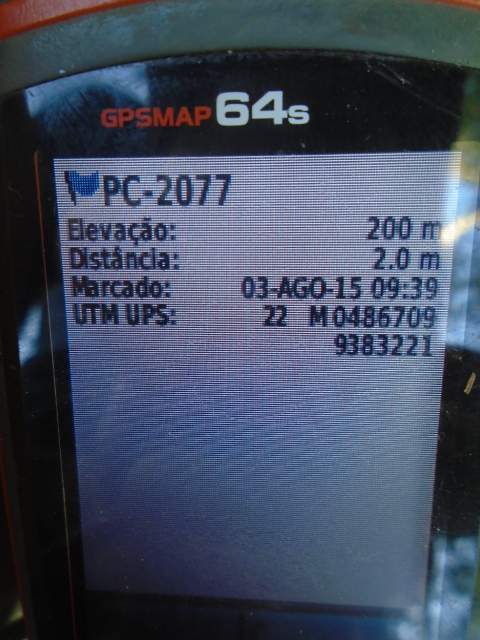 GPSMAP 64s
PC-2077
Elevação: 200 m
Distância: 2.0 m
Marcado: 03-AGO-15 09:39
UTM UPS: 22 M 0486709
9383221